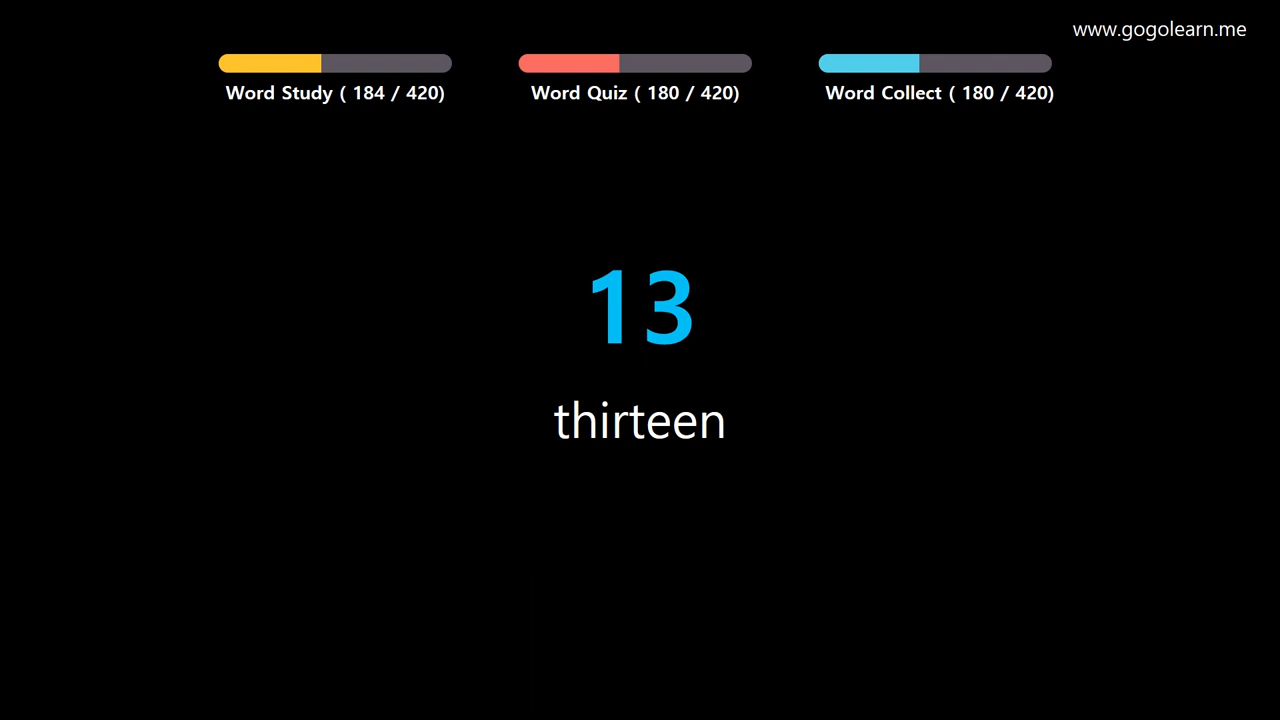 www.gogolearn.me
Word Study ( 184 / 420)
Word Quiz ( 180 / 420)
Word Collect ( 180 / 420)
13
thirteen